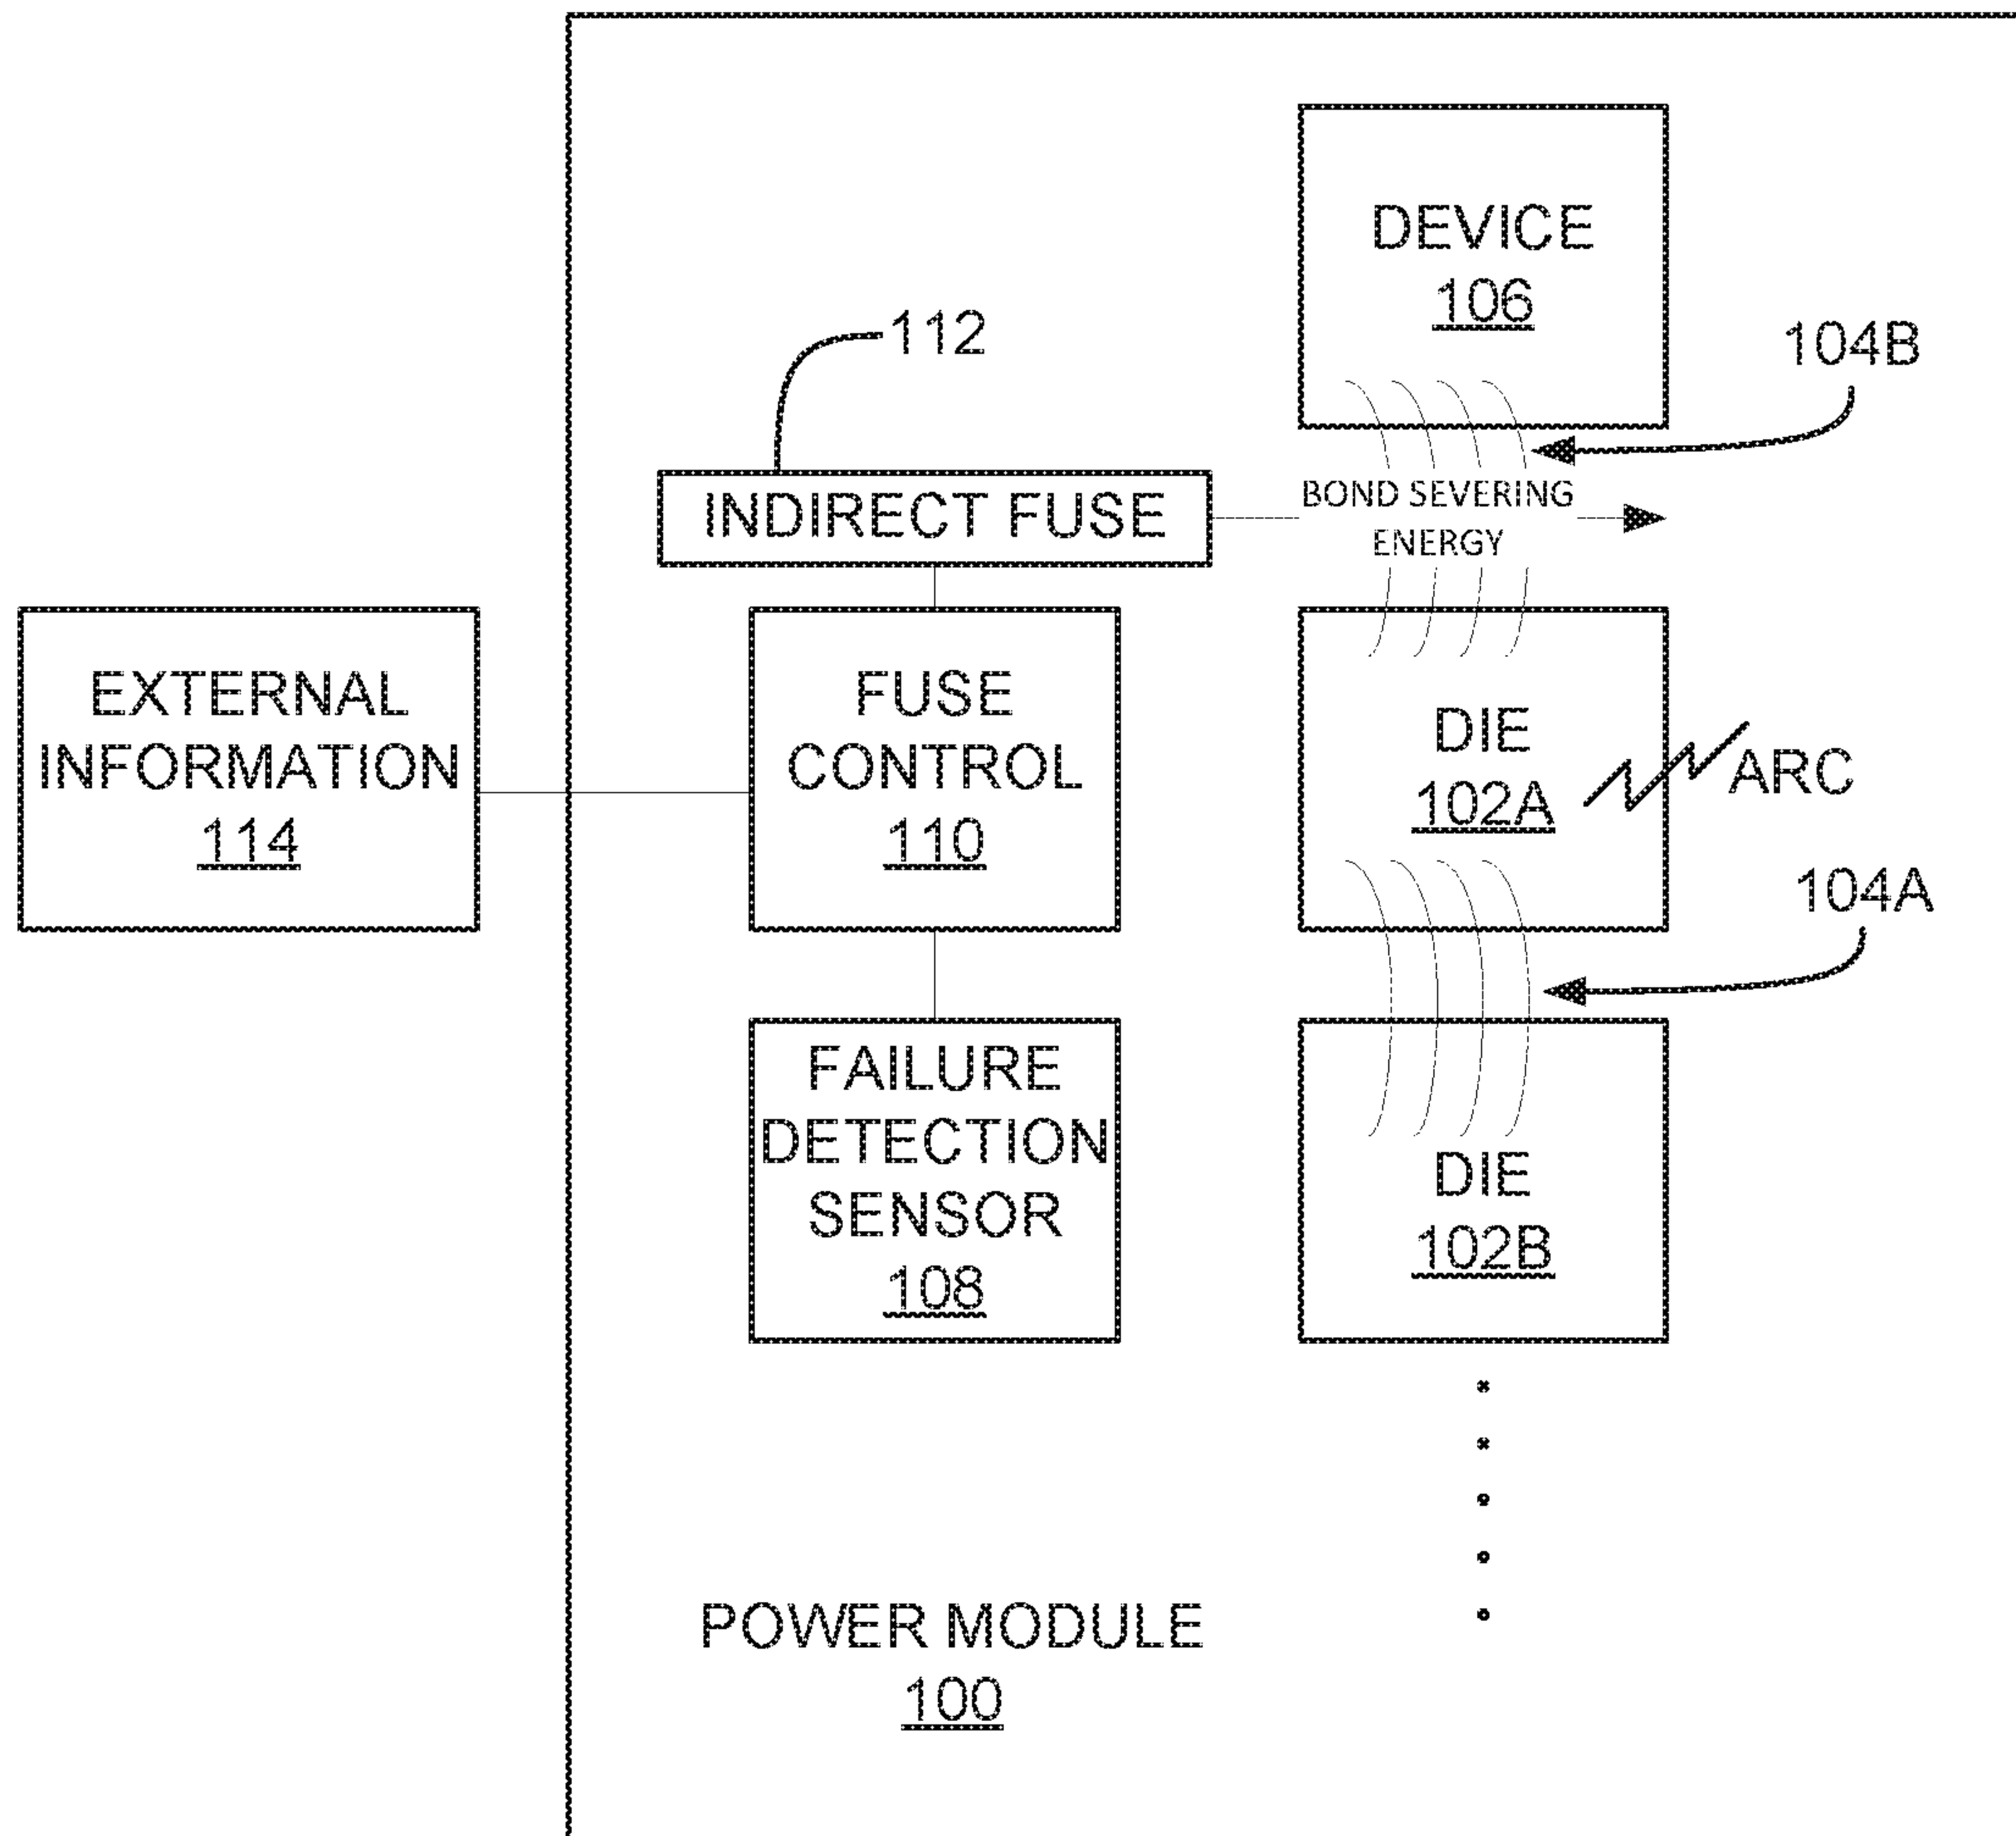 DEVICE
106
112
104B
INDIRECT FUSE
BOND SEVERING
ENERGY
EXTERNAL
INFORMATION
114
FUSE
CONTROL
110
DIE
102A
ARC
104A
FAILURE
DETECTION
SENSOR
108
DIE
102B
POWER MODULE
100